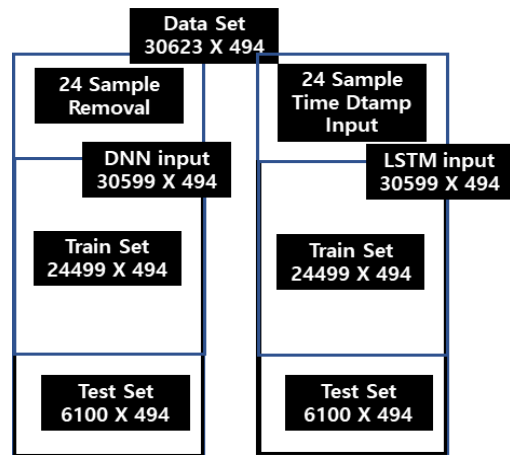 Data Set
30623 X 494
24 Sample
Removal
24 Sample
Time Dtamp
Input
DNN input
30599 X 494
LSTM input
30599 X 494
Train Set
24499 X 494
Train Set
24499 X 494
Test Set
6100 X 494
Test Set
6100 X 494